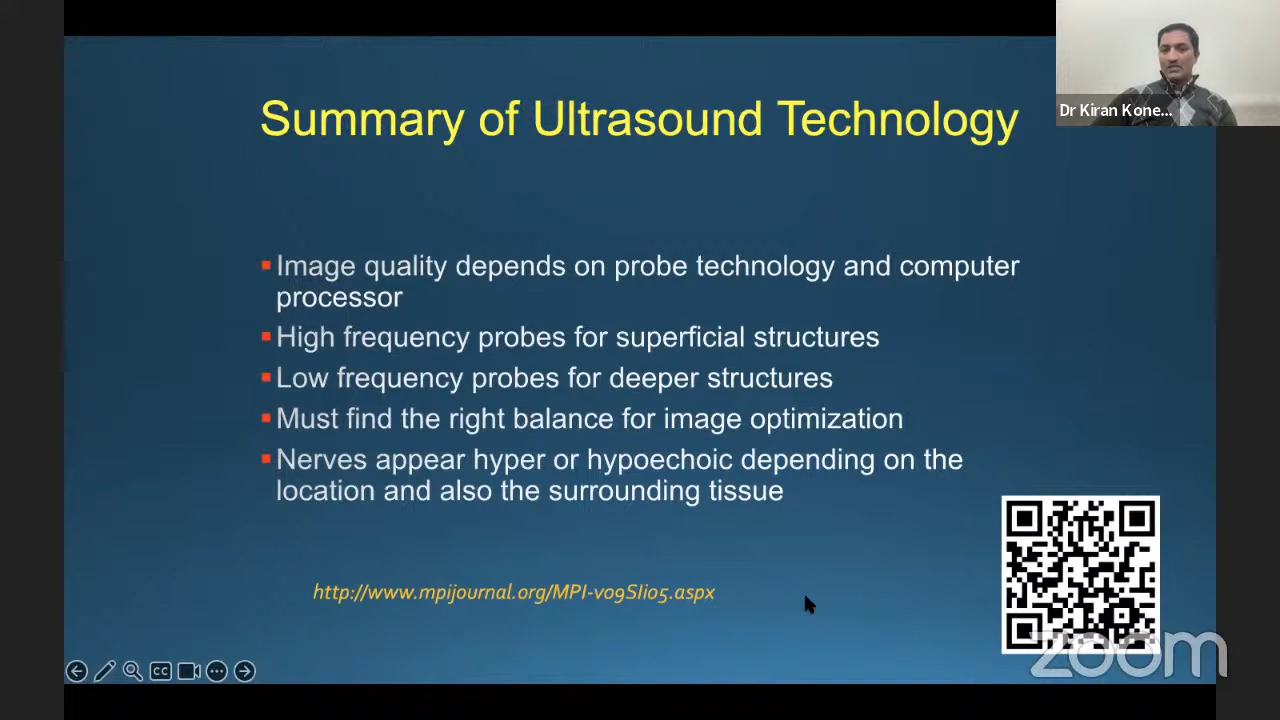 Summary of Ultrasound Technology
Dr Kiran Kone...
Image quality depends on probe technology and computer
processor
High frequency probes for superficial structures
Low frequency probes for deeper structures
Must find the right balance for image optimization
Nerves appear hyper or hypoechoic depending on the
location and also the surrounding tissue
http://www.mpijournal.org/MPI-v09SIi05.aspx
zoom
CC